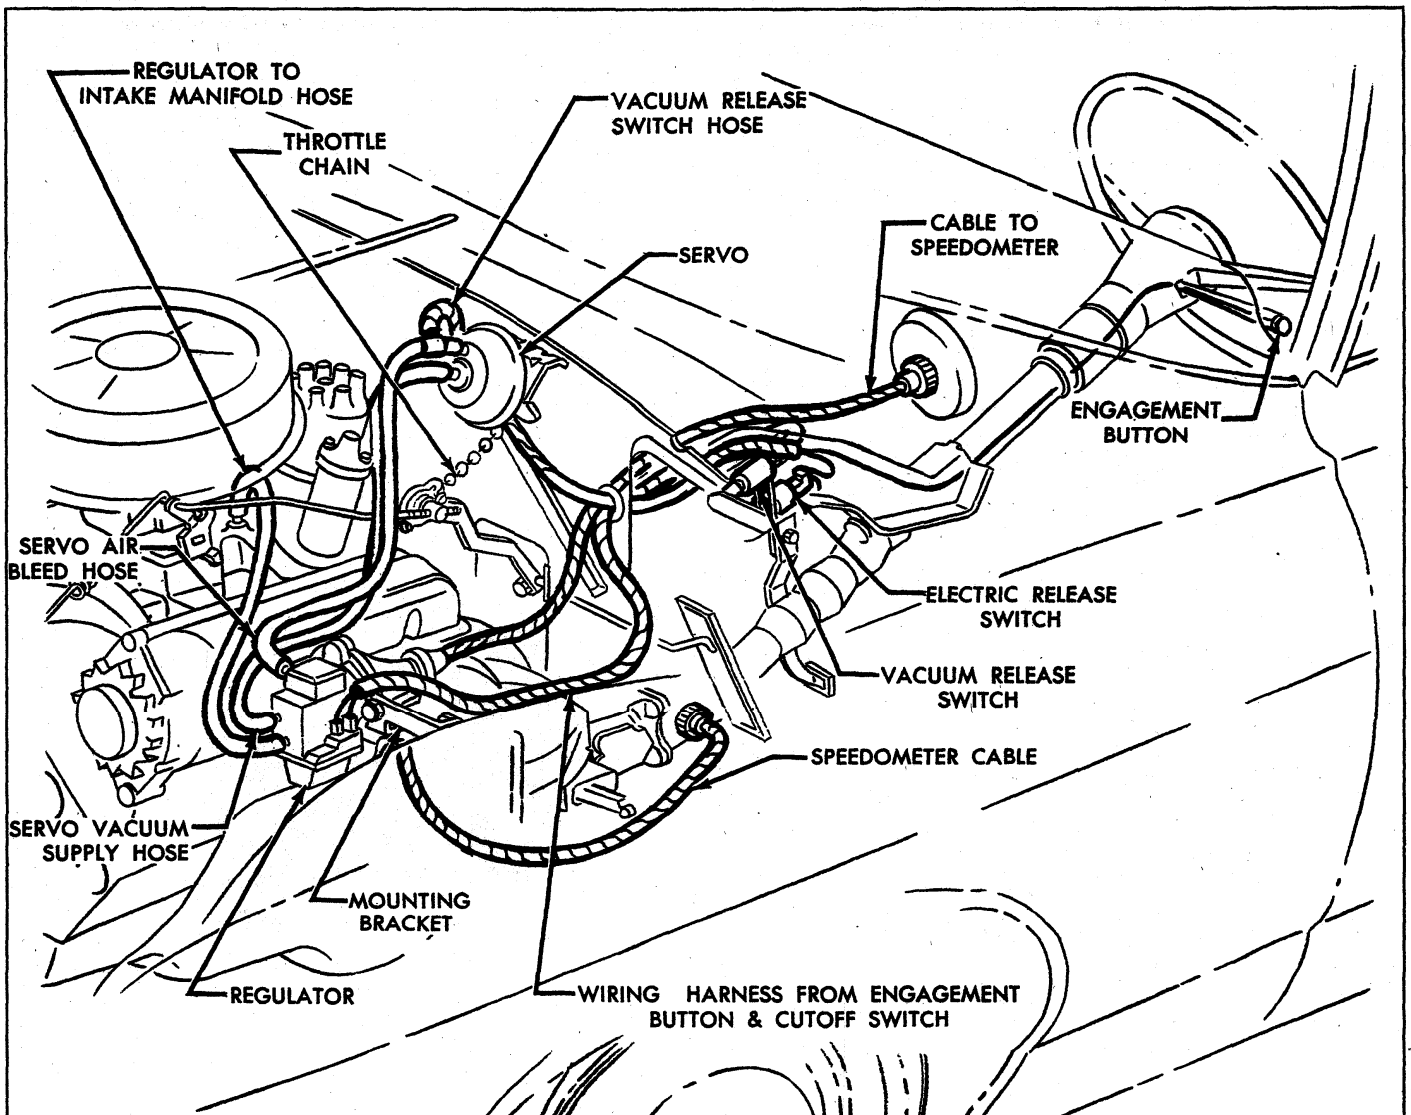 REGULATOR TO
INTAKE MANIFOLD HOSE
THROTTLE
CHAIN
VACUUM RELEASE
SWITCH HOSE
SERVO
CABLE TO
SPEEDOMETER
ENGAGEMENT
BUTTON
SERVO AIR
BLEED HOSE
ELECTRIC RELEASE
SWITCH
VACUUM RELEASE
SWITCH
SPEEDOMETER CABLE
SERVO VACUUM
SUPPLY HOSE
MOUNTING
BRACKET
REGULATOR
WIRING HARNESS FROM ENGAGEMENT
BUTTON & CUTOFF SWITCH